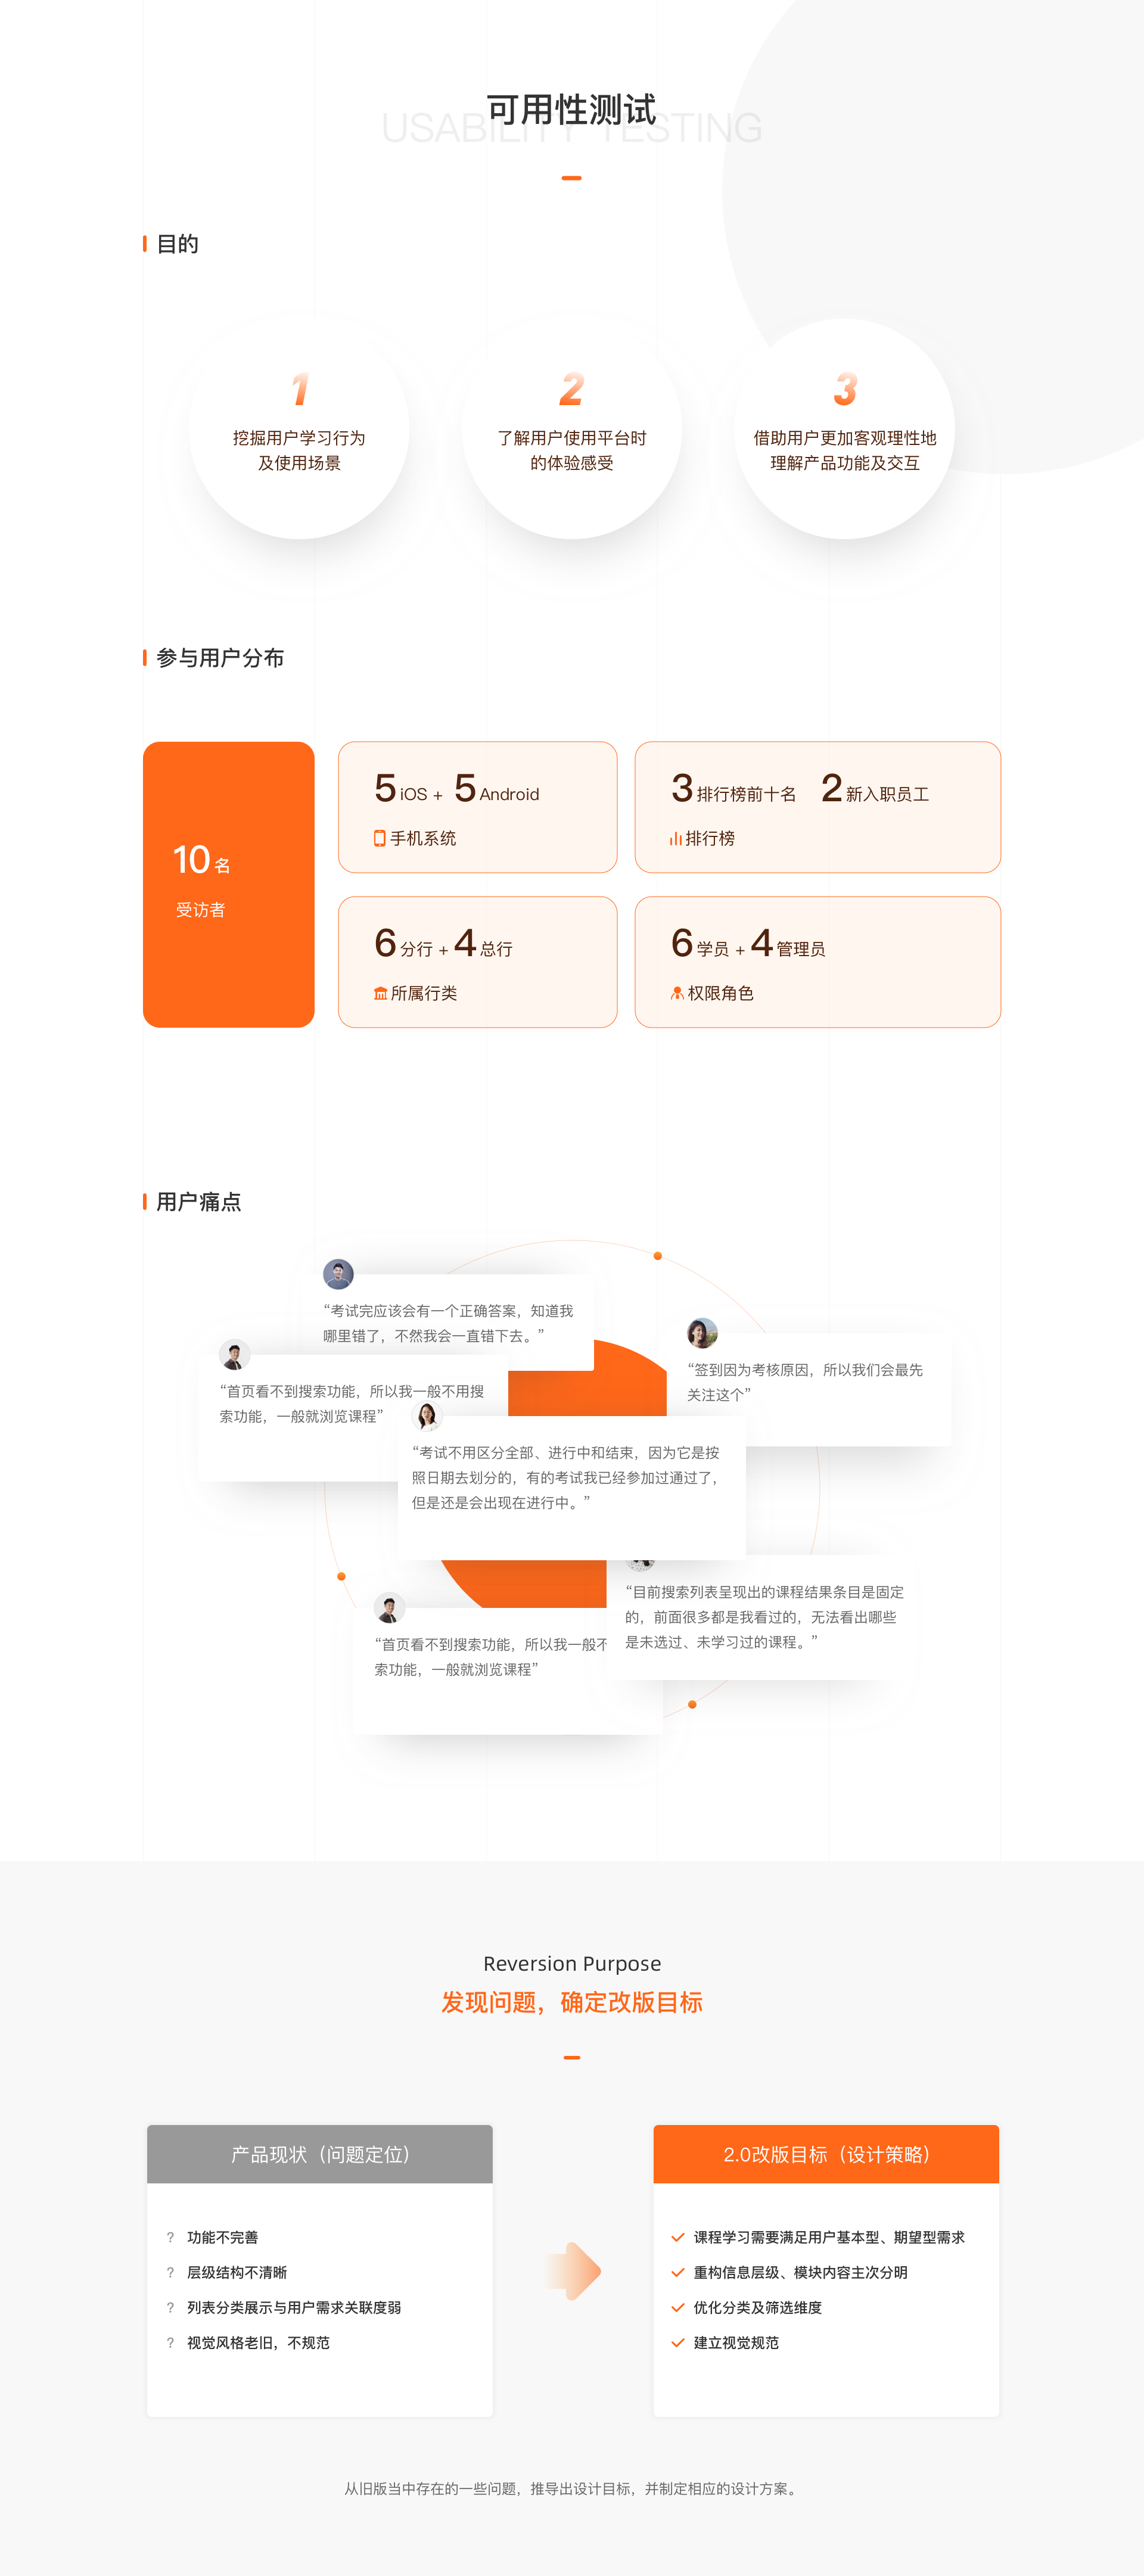 可用性测试
USABILITY TESTING
目的
1
挖掘用户学习行为
及使用场景
2
了解用户使用平台时
的体验感受
3
借助用户更加客观理性地
理解产品功能及交互
参与用户分布
10名
受访者
5 iOS + 5 Android
手机系统
3 排行榜前十名 2 新入职员工
排行榜
6 分行 + 4 总行
所属行类
6 学员 + 4 管理员
权限角色
用户痛点
“考试完应该会有一个正确答案，知道我
哪里错了，不然我会一直错下去。”
“签到因为考核原因，所以我们会最先
关注这个”
“首页看不到搜索功能，所以我一般不用搜
索功能，一般就浏览课程”
“考试不用区分全部、进行中和结束，因为它是按
照日期去划分的，有的考试我已经参加过通过了，
但是还是会出现在进行中。”
“目前搜索列表呈现出的课程结果条目是固定
的，前面很多都是我看过的，无法看出哪些
是未选过、未学习过的课程。”
“首页看不到搜索功能，所以我一般不
索功能，一般就浏览课程”
Reversion Purpose
发现问题，确定改版目标
产品现状（问题定位）
? 功能不完善
? 层级结构不清晰
? 列表分类展示与用户需求关联度弱
? 视觉风格老旧，不规范
2.0改版目标（设计策略）
课程学习需要满足用户基本型、期望型需求
重构信息层级、模块内容主次分明
优化分类及筛选维度
建立视觉规范
从旧版当中存在的一些问题，推导出设计目标，并制定相应的设计方案。